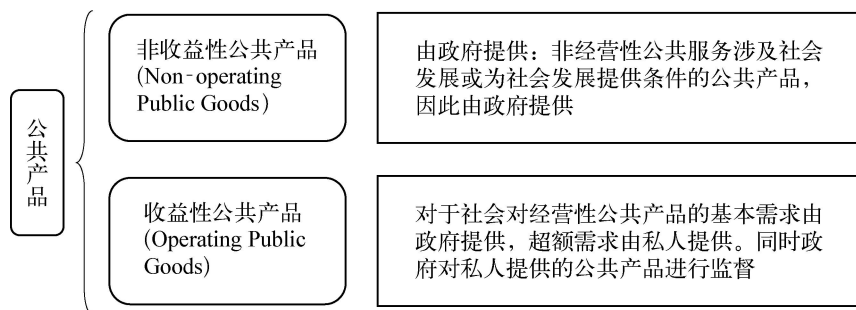 公共产品
非收益性公共产品
(Non-operating
Public Goods)
由政府提供：非经营性公共服务涉及社会
发展或为社会发展提供条件的公共产品，
因此由政府提供
收益性公共产品
(Operating Public
Goods)
对于社会对经营性公共产品的基本需求由
政府提供，超额需求由私人提供。同时政
府对私人提供的公共产品进行监督